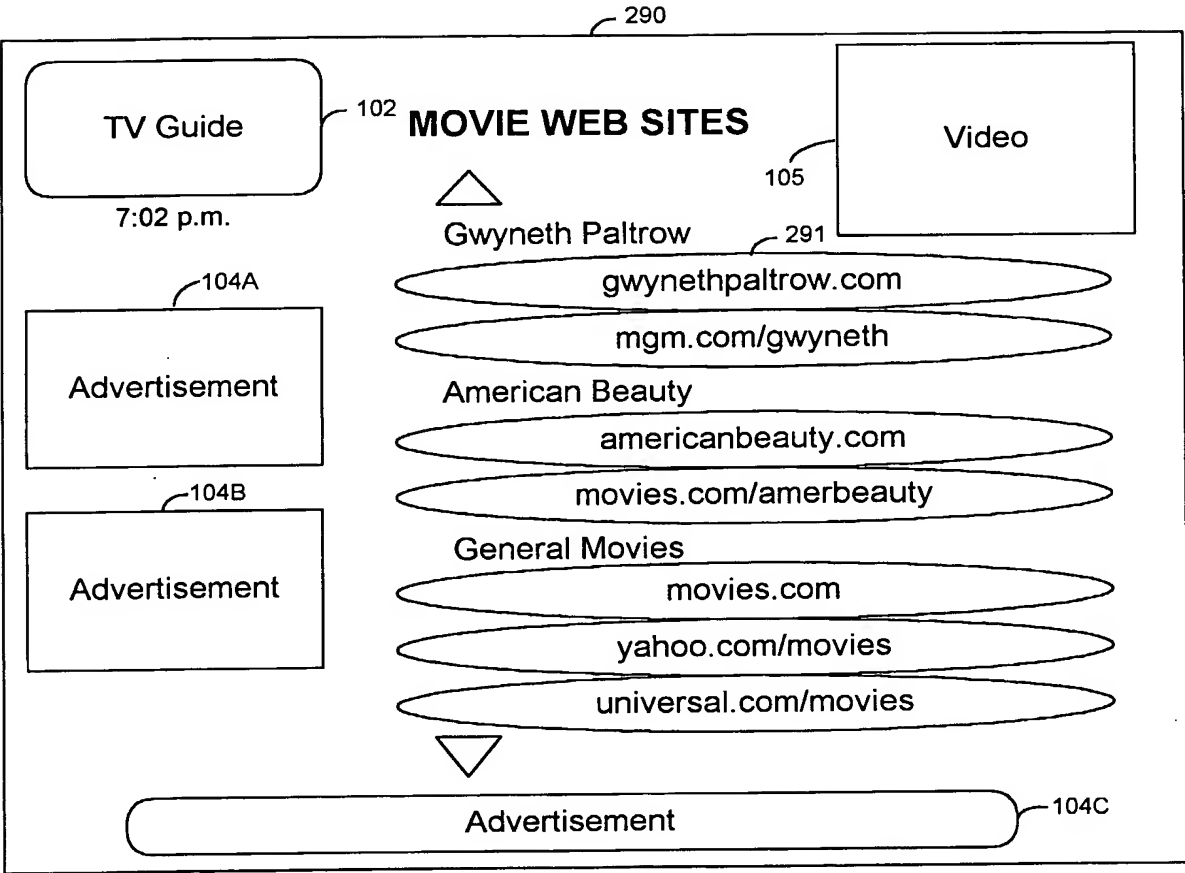 290
TV Guide
102
MOVIE WEB SITES
Video
105
7:02 p.m.
Gwyneth Paltrow
291
gwynethpaltrow.com
mgm.com/gwyneth
104A
Advertisement
American Beauty
americanbeauty.com
movies.com/amerbeauty
104B
Advertisement
General Movies
movies.com
yahoo.com/movies
universal.com/movies
Advertisement
104C